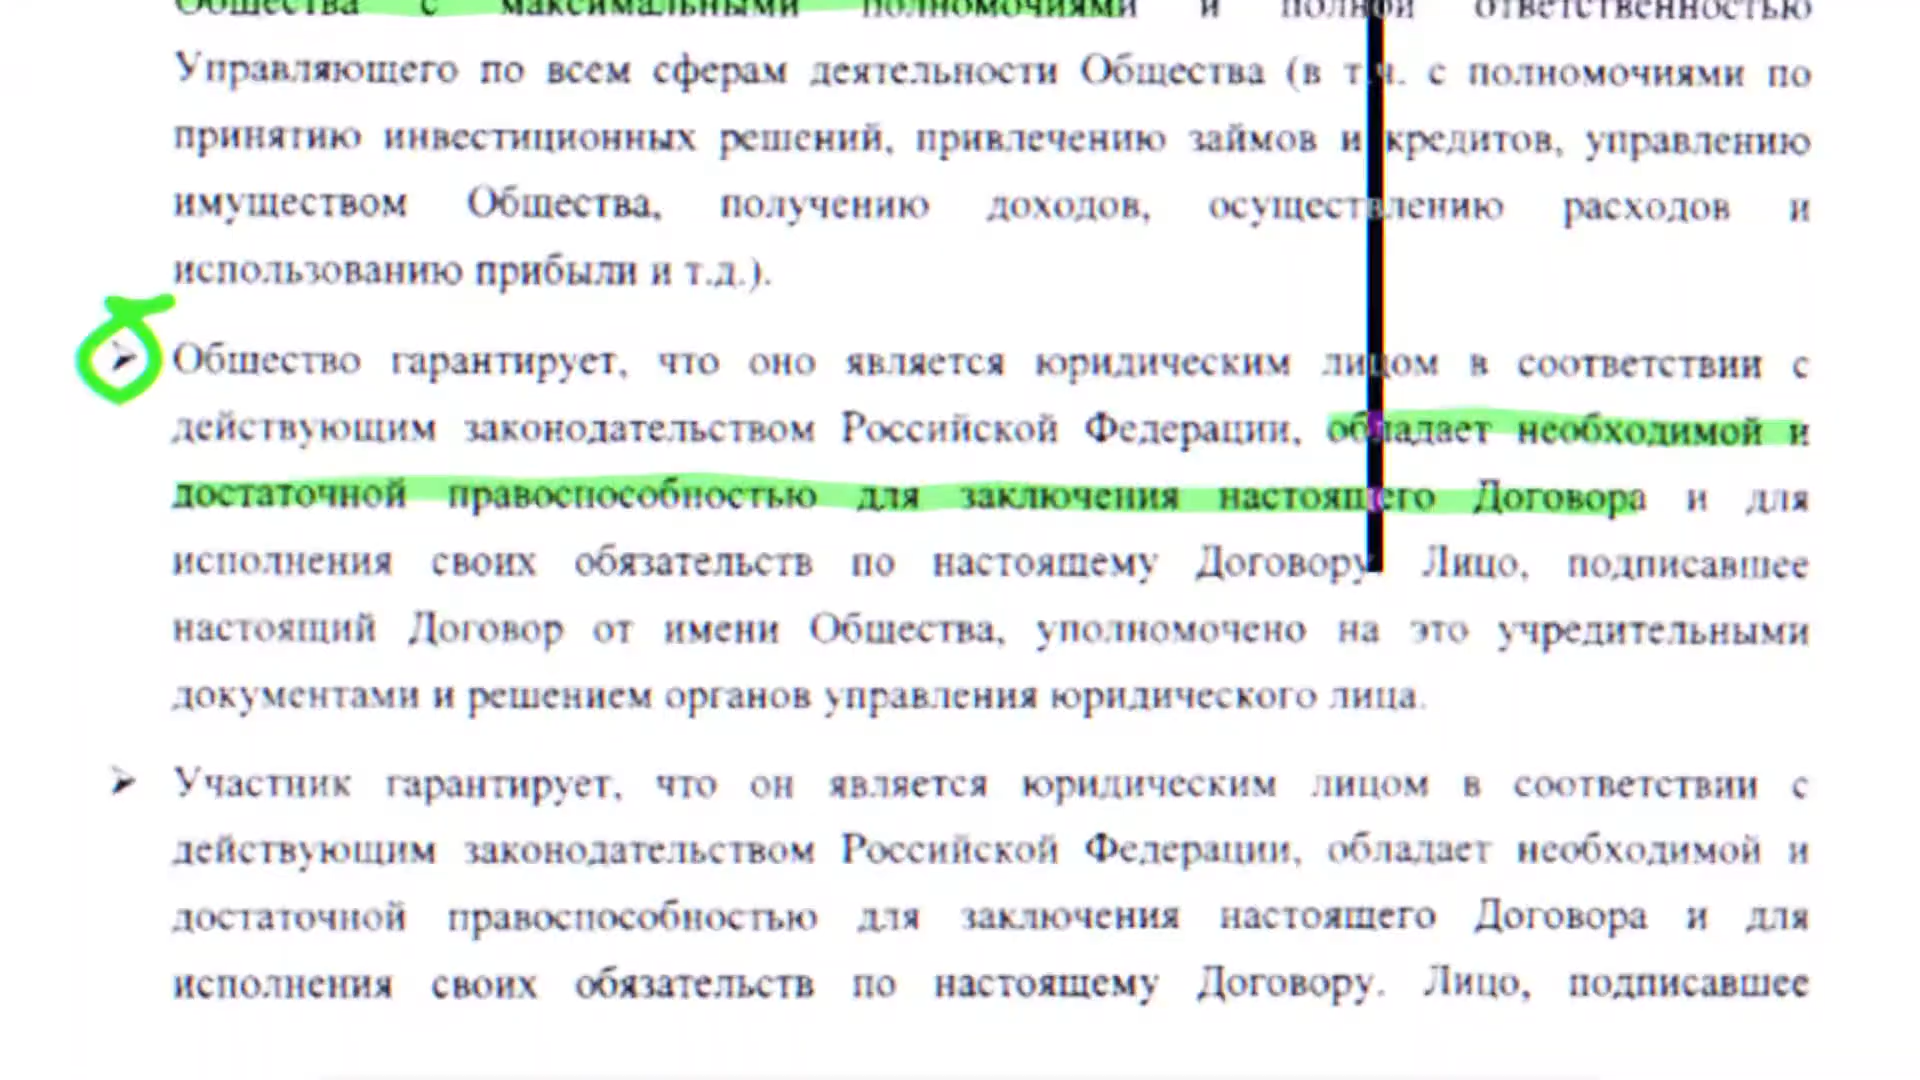 Общества с максимальными полномочиями и полной ответственностью
Управляющего по всем сферам деятельности Общества (в т.ч. с полномочиями по
принятию инвестиционных решений, привлечению займов и кредитов, управлению
имуществом Общества, получению доходов, осуществлению расходов и
использованию прибыли и т.д.).
➢ Общество гарантирует, что оно является юридическим лицом в соответствии с
действующим законодательством Российской Федерации, обладает необходимой и
достаточной правоспособностью для заключения настоящего Договора и для
исполнения своих обязательств по настоящему Договору. Лицо, подписавшее
настоящий Договор от имени Общества, уполномочено на это учредительными
документами и решением органов управления юридического лица.
➢ Участник гарантирует, что он является юридическим лицом в соответствии с
действующим законодательством Российской Федерации, обладает необходимой и
достаточной правоспособностью для заключения настоящего Договора и для
исполнения своих обязательств по настоящему Договору. Лицо, подписавшее